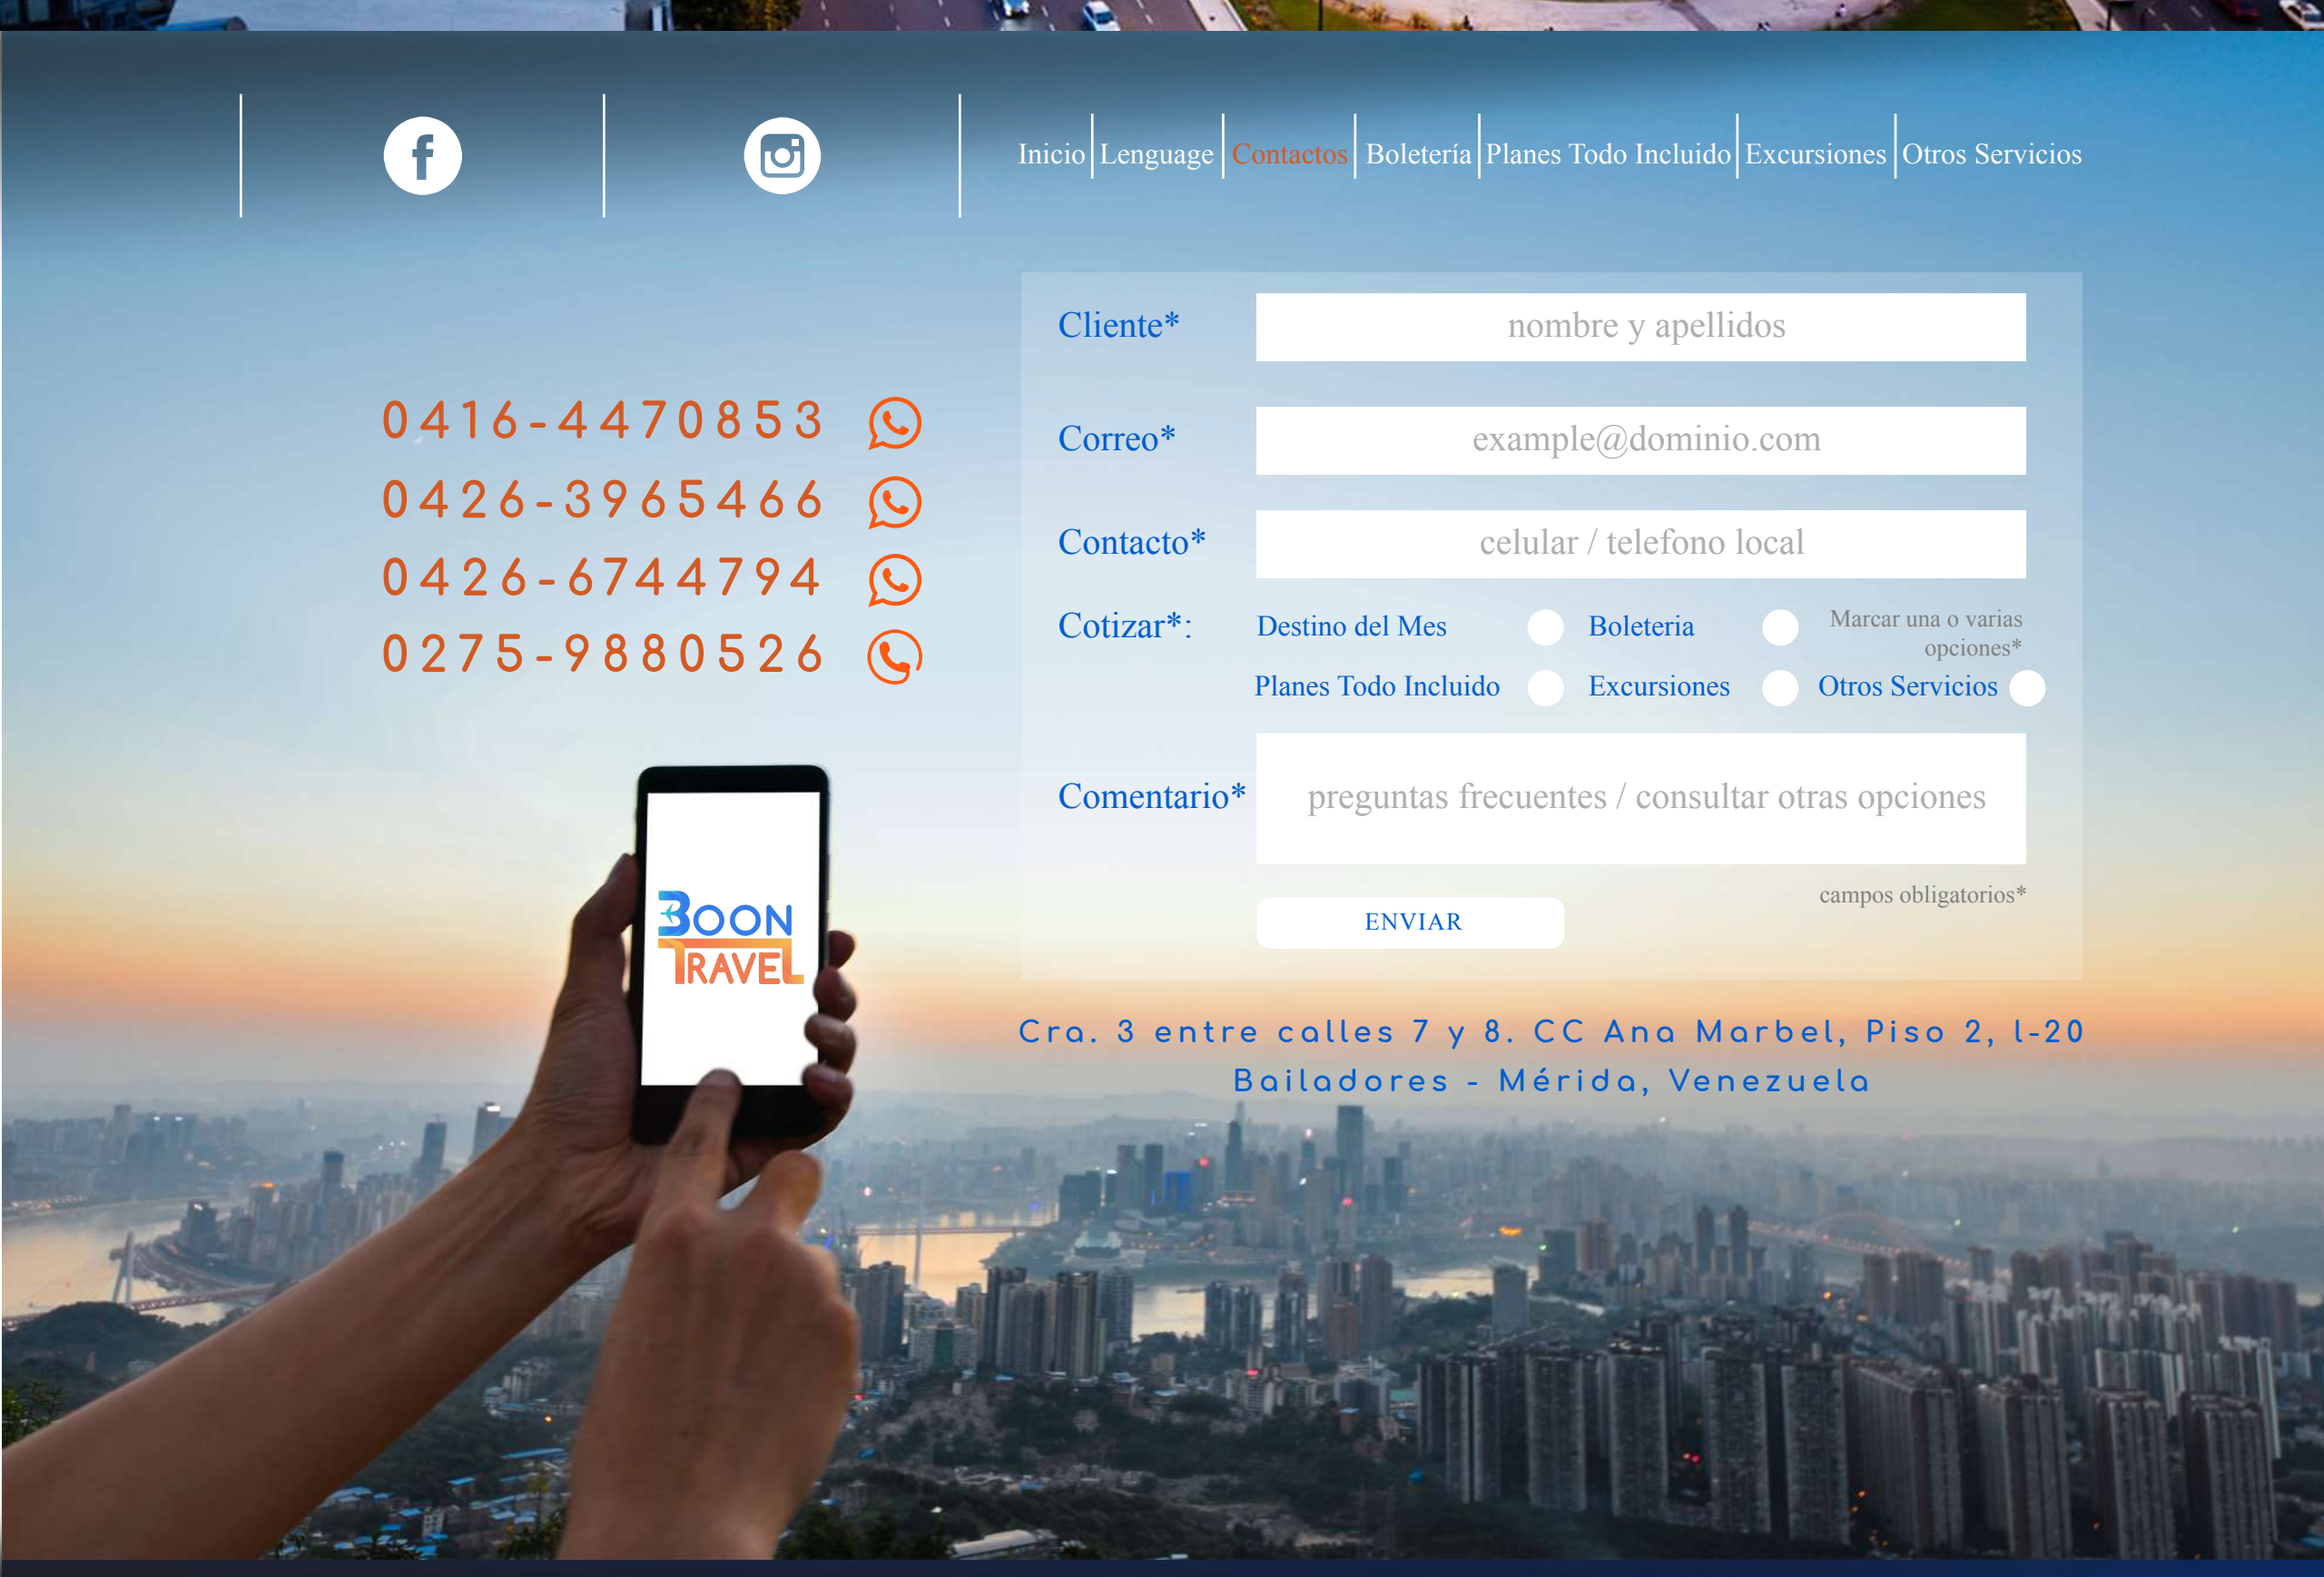 Inicio Lenguage Contactos Boletería Planes Todo Incluido Excursiones Otros Servicios
0416-4470853
0426-3965466
0426-6744794
0275-9880526
Cliente* nombre y apellidos
Correo* example@dominio.com
Contacto* celular / telefono local
Cotizar*: Destino del Mes Boleteria Marcar una o varias
opciones*
Planes Todo Incluido Excursiones Otros Servicios
Comentario* preguntas frecuentes / consultar otras opciones
campos obligatorios*
ENVIAR
BOON
TRAVEL
Cra. 3 entre calles 7 y 8. CC Ana Marbel, Piso 2, l-20
Bailadores - Mérida, Venezuela